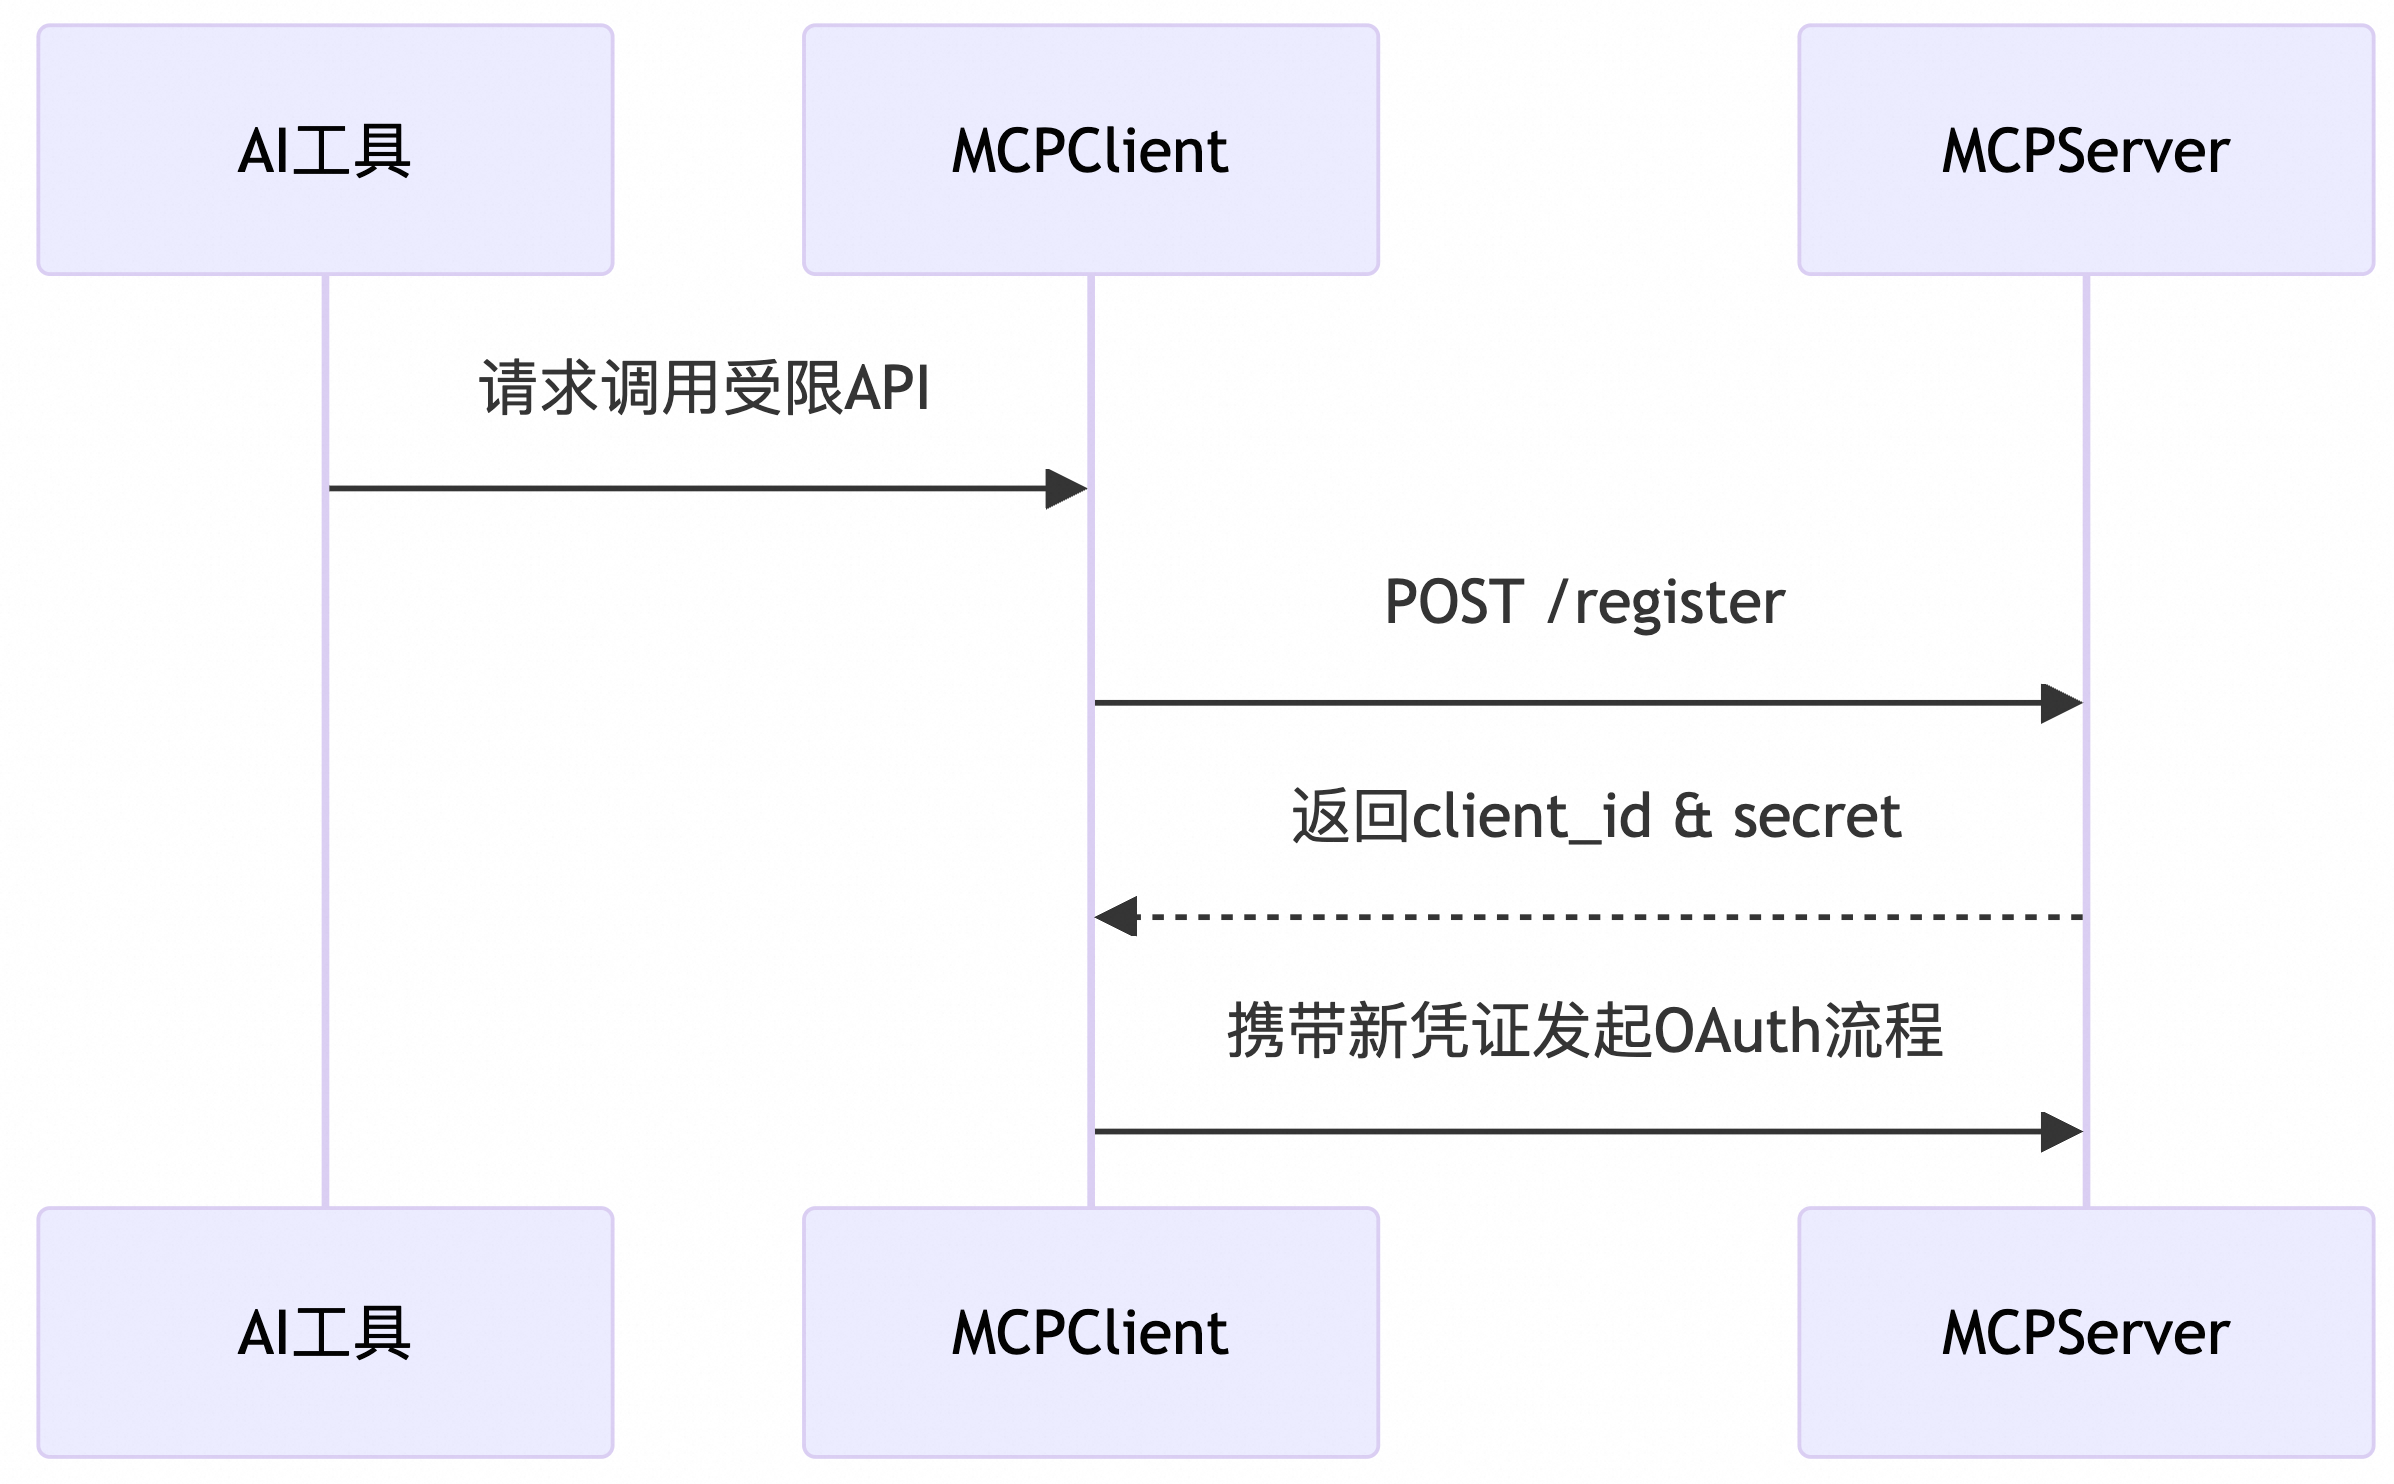 AI工具
MCPClient
MCPServer
请求调用受限API
POST /register
返回client_id & secret
携带新凭证发起OAuth流程
AI工具
MCPClient
MCPServer